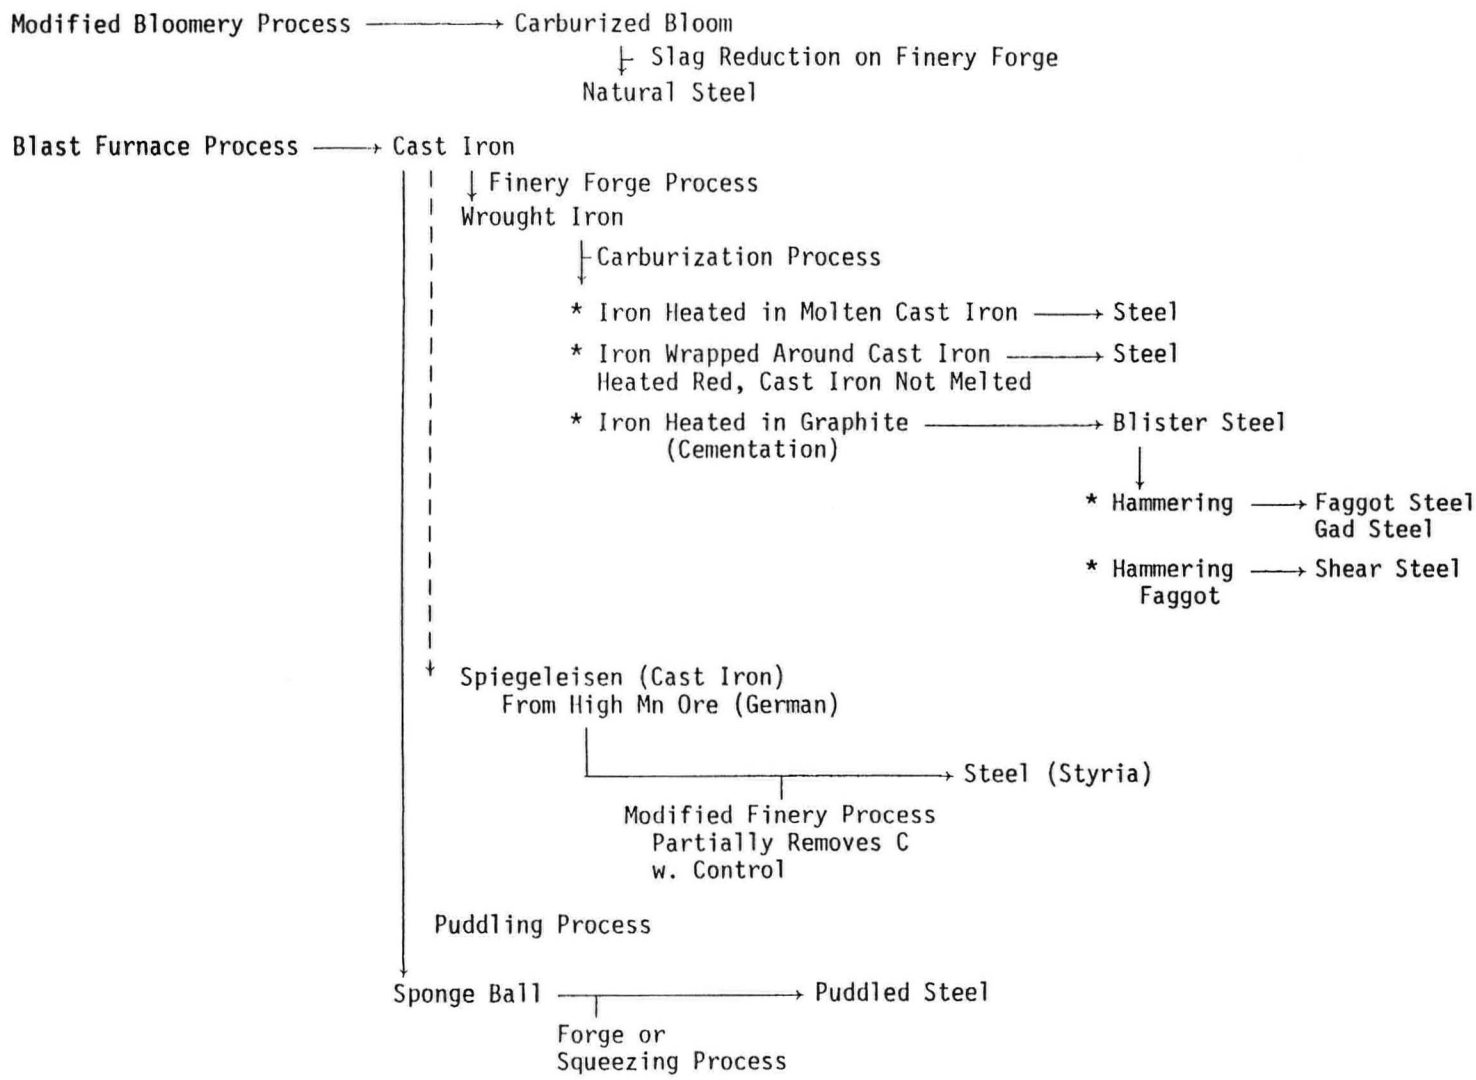 Modified Bloomery Process
Carburized Bloom
Slag Reduction on Finery Forge
Natural Steel
Blast Furnace Process
Cast Iron
Finery Forge Process
Wrought Iron
Carburization Process
* Iron Heated in Molten Cast Iron
Steel
* Iron Wrapped Around Cast Iron
Steel
Heated Red, Cast Iron Not Melted
* Iron Heated in Graphite
Blister Steel
(Cementation)
* Hammering
Faggot Steel
Gad Steel
* Hammering
Shear Steel
Faggot
Spiegeleisen (Cast Iron)
From High Mn Ore (German)
Steel (Styria)
Modified Finery Process
Partially Removes C
w. Control
Puddling Process
Sponge Ball
Puddled Steel
Forge or
Squeezing Process